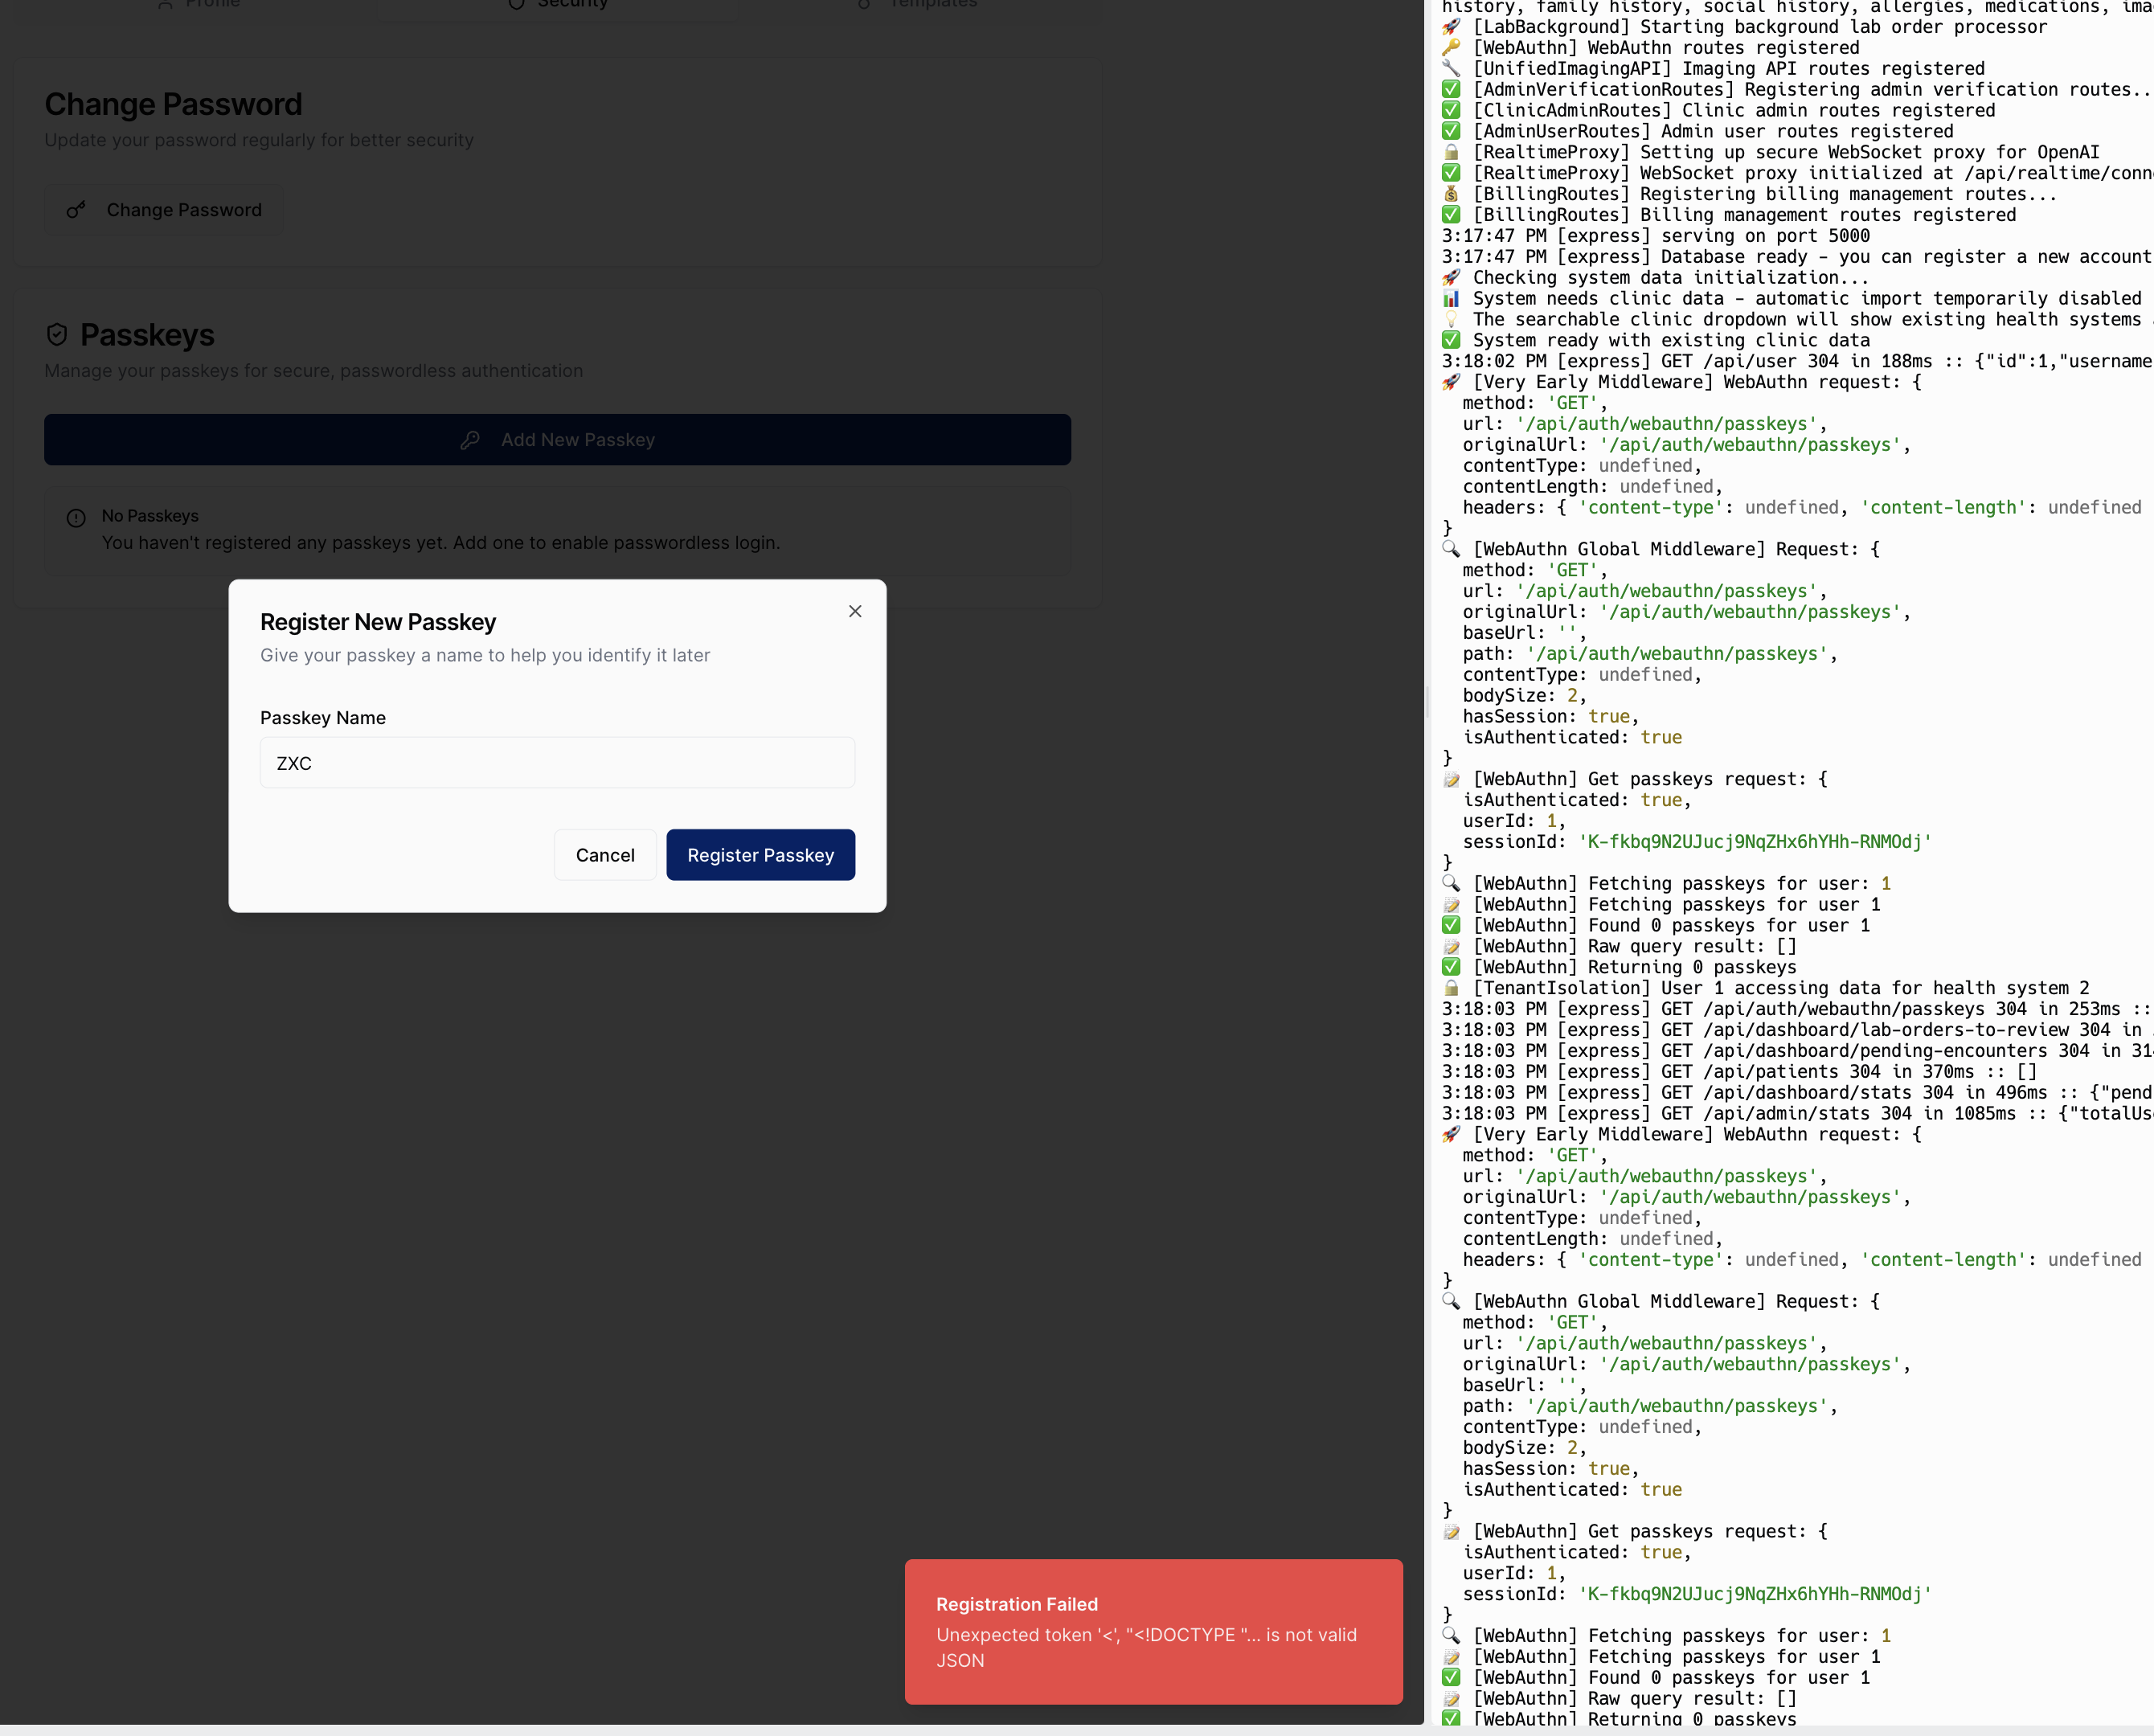 Profile
Security
Templates
Change Password
Update your password regularly for better security
Change Password
Passkeys
Manage your passkeys for secure, passwordless authentication
Add New Passkey
No Passkeys
You haven't registered any passkeys yet. Add one to enable passwordless login.
Register New Passkey
Give your passkey a name to help you identify it later
Passkey Name
ZXC
Cancel
Register Passkey
Registration Failed
Unexpected token '<', "<!DOCTYPE "... is not valid
JSON
history, family history, social history, allergies, medications, ima
🚀 [LabBackground] Starting background lab order processor
🔑 [WebAuthn] WebAuthn routes registered
🔧 [UnifiedImagingAPI] Imaging API routes registered
✅ [AdminVerificationRoutes] Registering admin verification routes..
✅ [ClinicAdminRoutes] Clinic admin routes registered
✅ [AdminUserRoutes] Admin user routes registered
🔒 [RealtimeProxy] Setting up secure WebSocket proxy for OpenAI
✅ [RealtimeProxy] WebSocket proxy initialized at /api/realtime/conn
💰 [BillingRoutes] Registering billing management routes...
✅ [BillingRoutes] Billing management routes registered
3:17:47 PM [express] serving on port 5000
3:17:47 PM [express] Database ready - you can register a new account
🚀 Checking system data initialization...
📊 System needs clinic data - automatic import temporarily disabled
💡 The searchable clinic dropdown will show existing health systems
✅ System ready with existing clinic data
3:18:02 PM [express] GET /api/user 304 in 188ms :: {"id":1,"username
🚀 [Very Early Middleware] WebAuthn request: {
method: 'GET',
url: '/api/auth/webauthn/passkeys',
originalUrl: '/api/auth/webauthn/passkeys',
contentType: undefined,
contentLength: undefined,
headers: { 'content-type': undefined, 'content-length': undefined
}
🔍 [WebAuthn Global Middleware] Request: {
method: 'GET',
url: '/api/auth/webauthn/passkeys',
originalUrl: '/api/auth/webauthn/passkeys',
baseUrl: '',
path: '/api/auth/webauthn/passkeys',
contentType: undefined,
bodySize: 2,
hasSession: true,
isAuthenticated: true
}
📝 [WebAuthn] Get passkeys request: {
isAuthenticated: true,
userId: 1,
sessionId: 'K-fkbq9N2UJucj9NqZHx6hYHh-RNMOdj'
}
🔍 [WebAuthn] Fetching passkeys for user: 1
📝 [WebAuthn] Fetching passkeys for user 1
✅ [WebAuthn] Found 0 passkeys for user 1
📝 [WebAuthn] Raw query result: []
✅ [WebAuthn] Returning 0 passkeys
🔒 [TenantIsolation] User 1 accessing data for health system 2
3:18:03 PM [express] GET /api/auth/webauthn/passkeys 304 in 253ms ::
3:18:03 PM [express] GET /api/dashboard/lab-orders-to-review 304 in
3:18:03 PM [express] GET /api/dashboard/pending-encounters 304 in 31
3:18:03 PM [express] GET /api/patients 304 in 370ms :: []
3:18:03 PM [express] GET /api/dashboard/stats 304 in 496ms :: {"pend
3:18:03 PM [express] GET /api/admin/stats 304 in 1085ms :: {"totalUs
🚀 [Very Early Middleware] WebAuthn request: {
method: 'GET',
url: '/api/auth/webauthn/passkeys',
originalUrl: '/api/auth/webauthn/passkeys',
contentType: undefined,
contentLength: undefined,
headers: { 'content-type': undefined, 'content-length': undefined
}
🔍 [WebAuthn Global Middleware] Request: {
method: 'GET',
url: '/api/auth/webauthn/passkeys',
originalUrl: '/api/auth/webauthn/passkeys',
baseUrl: '',
path: '/api/auth/webauthn/passkeys',
contentType: undefined,
bodySize: 2,
hasSession: true,
isAuthenticated: true
}
📝 [WebAuthn] Get passkeys request: {
isAuthenticated: true,
userId: 1,
sessionId: 'K-fkbq9N2UJucj9NqZHx6hYHh-RNMOdj'
}
🔍 [WebAuthn] Fetching passkeys for user: 1
📝 [WebAuthn] Fetching passkeys for user 1
✅ [WebAuthn] Found 0 passkeys for user 1
📝 [WebAuthn] Raw query result: []
✅ [WebAuthn] Returning 0 passkeys